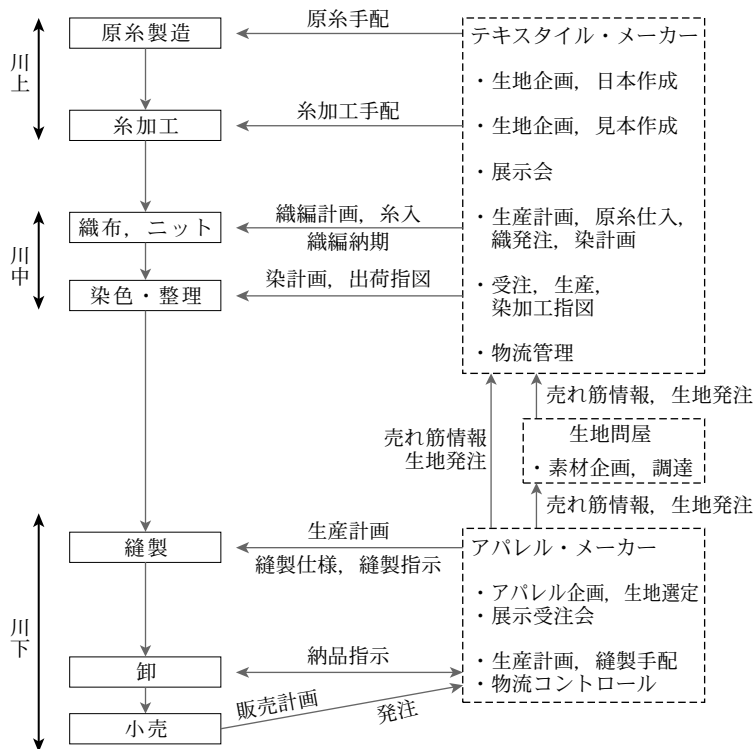 川上
原糸製造
糸加工
川中
織布，ニット
染色・整理
川下
縫製
卸
小売
原糸手配
糸加工手配
織編計画，糸入
織編納期
染計画，出荷指図
テキスタイル・メーカー
・生地企画，日本作成
・生地企画，見本作成
・展示会
・生産計画，原糸仕入，
織発注，染計画
・受注，生産，
染加工指図
・物流管理
売れ筋情報
生地発注
売れ筋情報，生地発注
生地問屋
・素材企画，調達
売れ筋情報，生地発注
生産計画
縫製仕様，縫製指示
アパレル・メーカー
・アパレル企画，生地選定
・展示受注会
・生産計画，縫製手配
・物流コントロール
納品指示
販売計画
発注